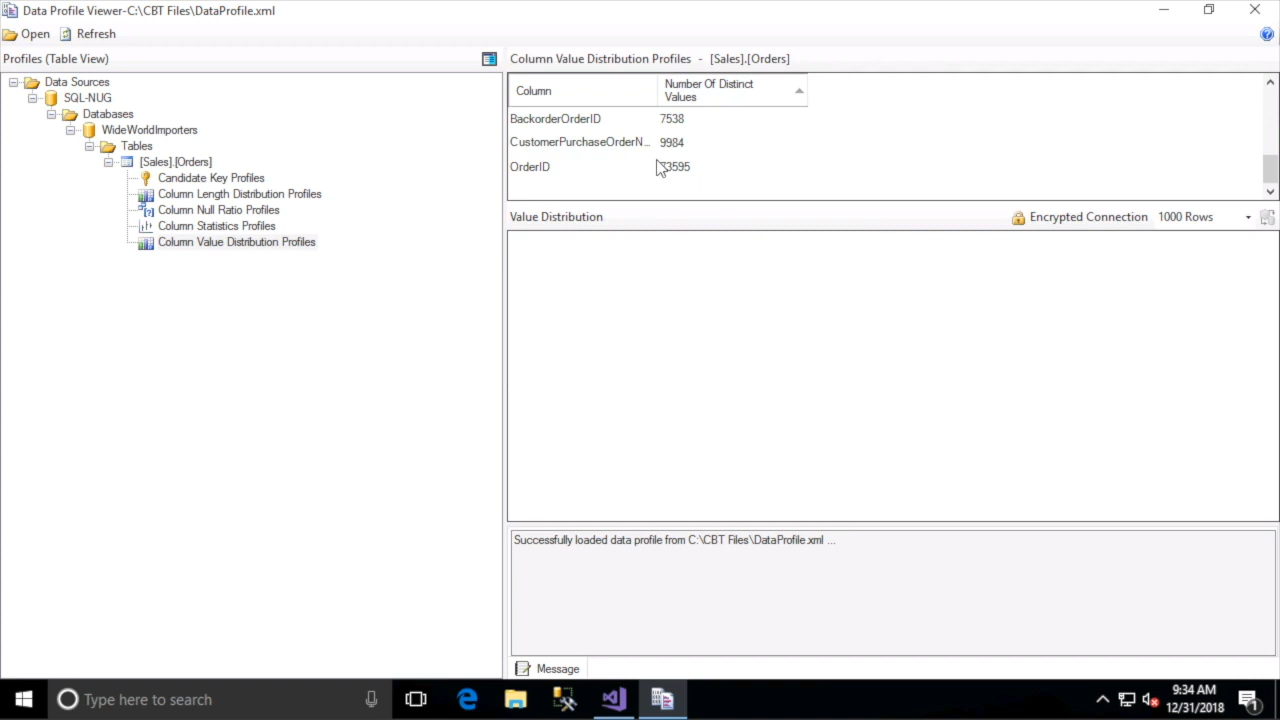 Data Profile Viewer-C:\CBT Files\DataProfile.xml
Open Refresh
Profiles (Table View)
Data Sources
SQL-NUG
Databases
WideWorldImporters
Tables
[Sales].[Orders]
Candidate Key Profiles
Column Length Distribution Profiles
Column Null Ratio Profiles
Column Statistics Profiles
Column Value Distribution Profiles
Column Value Distribution Profiles - [Sales].[Orders]
Column
Number Of Distinct
Values
BackorderOrderID 7538
CustomerPurchaseOrderN... 9984
OrderID
Value Distribution
Encrypted Connection 1000 Rows
Successfully loaded data profile from C:\CBT Files\DataProfile.xml ...
Message
Type here to search
9:34 AM
12/31/2018
1